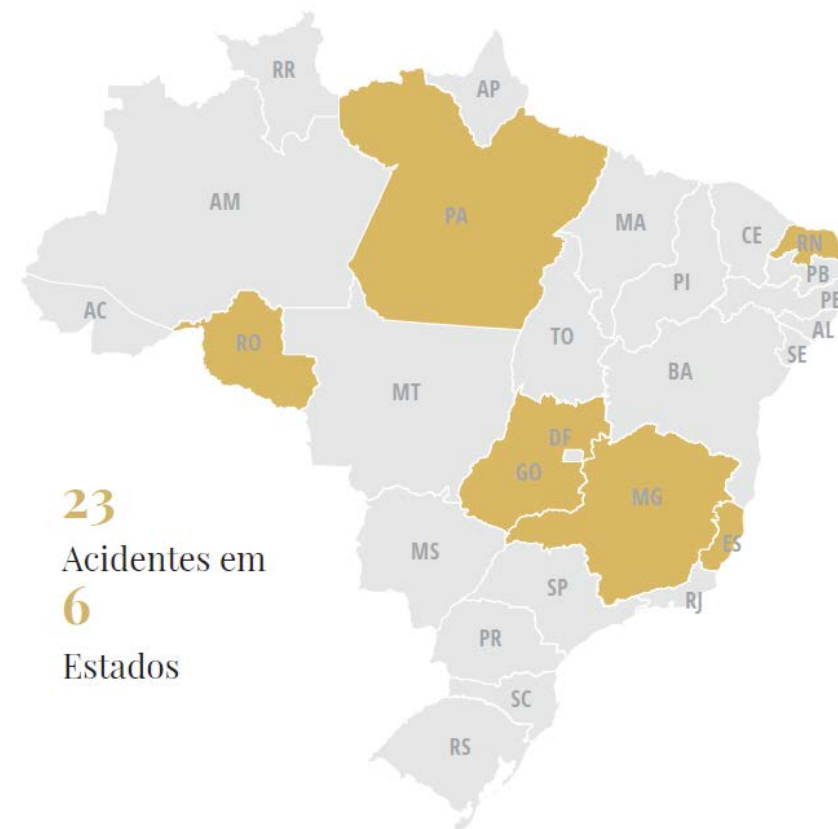 RR
AP
AM
PA
MA
CE
RN
PB
PI
PE
AC
AL
RO
TO
SE
BA
MT
DF
GO
MG
23
Acidentes em
6
Estados
MS
ES
SP
RJ
PR
SC
RS